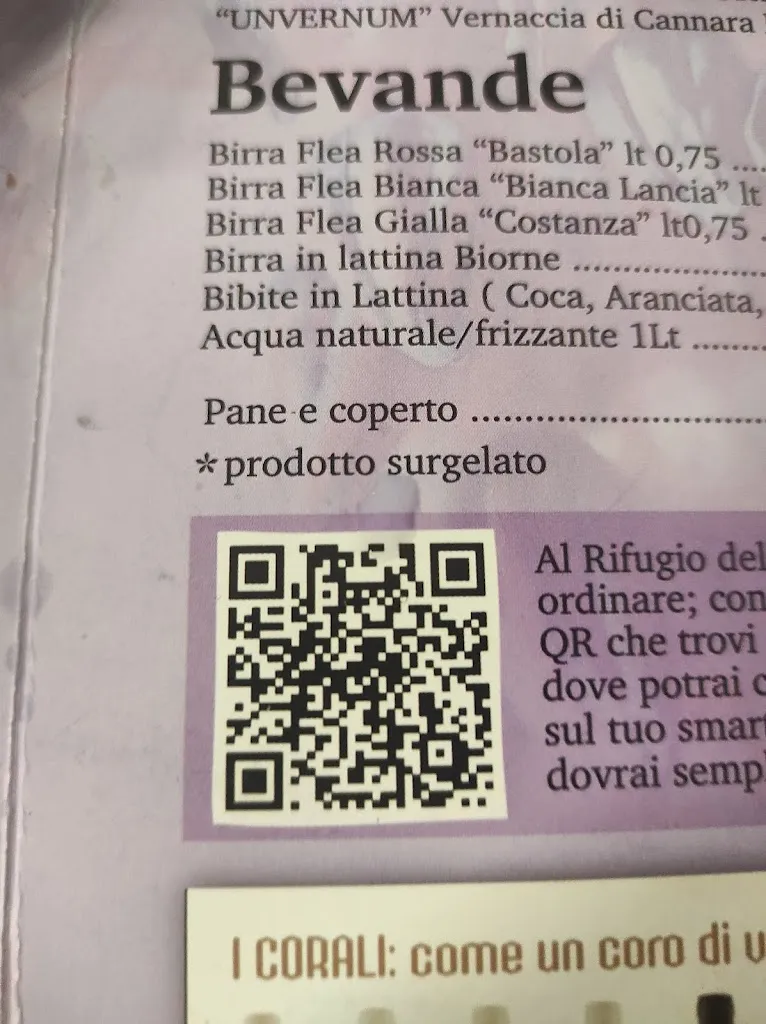 "UNVERNUM" Vernaccia di Cannara
Bevande
Birra Flea Rossa "Bastola" lt 0,75 ....
Birra Flea Bianca "Bianca Lancia" lt
Birra Flea Gialla "Costanza" lt0,75 .
Birra in lattina Biorne ........................
Bibite in Lattina ( Coca, Aranciata,
Acqua naturale/frizzante 1Lt .........
Pane e coperto ....................................
*prodotto surgelato
Al Rifugio del
ordinare; con
QR che trovi
dove potrai c
sul tuo smart
dovrai sempl
I CORALI: come un coro di v